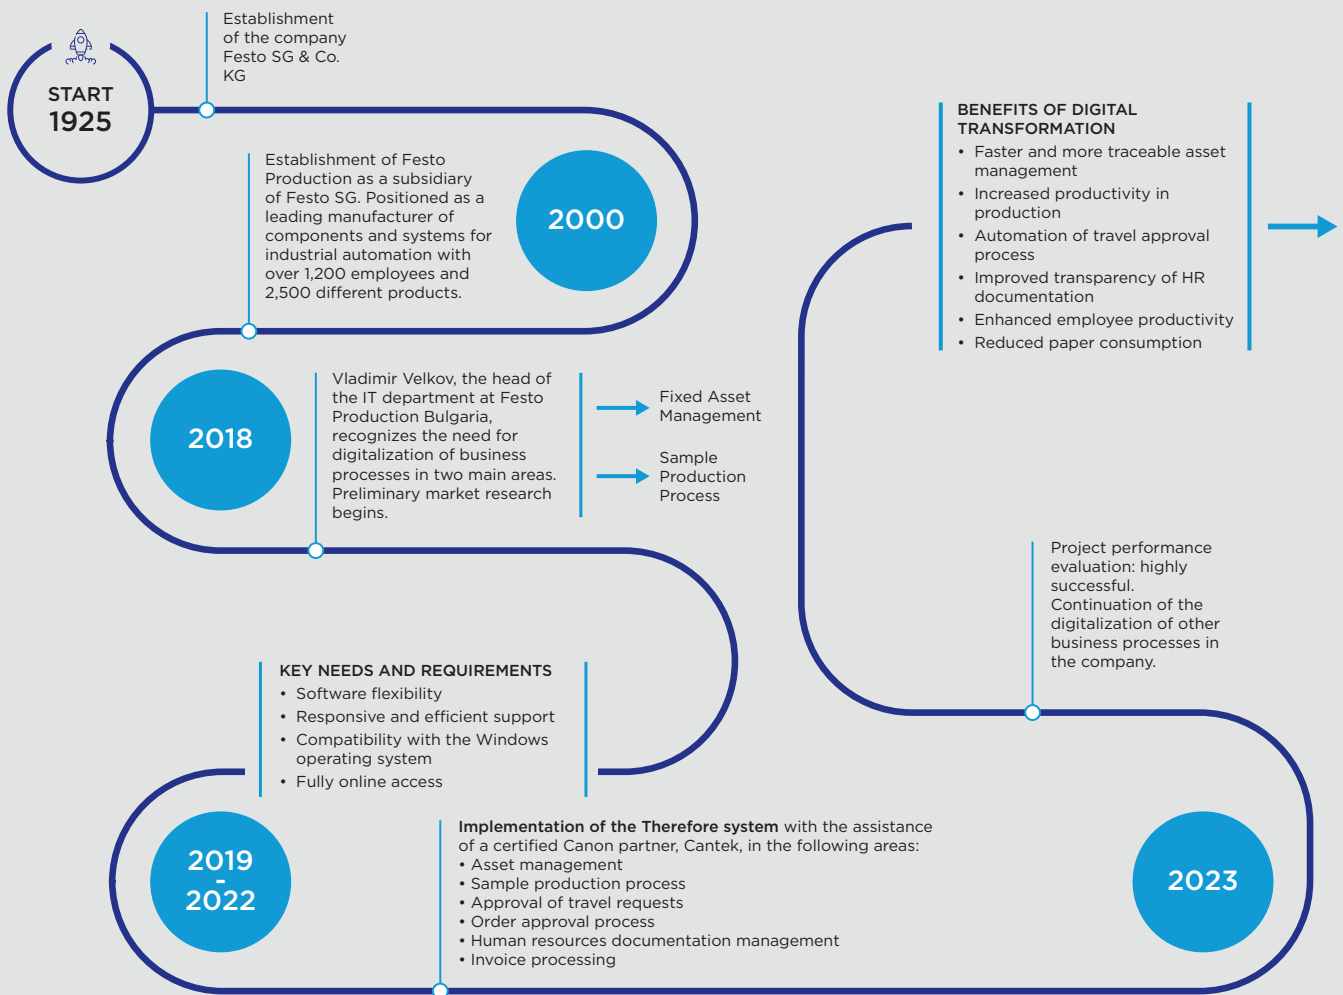 START
1925
Establishment
of the company
Festo SG & Co.
KG
Establishment of Festo
Production as a subsidiary
of Festo SG. Positioned as a
leading manufacturer of
components and systems for
industrial automation with
over 1,200 employees and
2,500 different products.
2000
2018
Vladimir Velkov, the head of
the IT department at Festo
Production Bulgaria,
recognizes the need for
digitalization of business
processes in two main areas.
Preliminary market research
begins.
Fixed Asset
Management
Sample
Production
Process
KEY NEEDS AND REQUIREMENTS
• Software flexibility
• Responsive and efficient support
• Compatibility with the Windows
operating system
• Fully online access
2019
-
2022
Implementation of the Therefore system with the assistance
of a certified Canon partner, Cantek, in the following areas:
• Asset management
• Sample production process
• Approval of travel requests
• Order approval process
• Human resources documentation management
• Invoice processing
2023
Project performance
evaluation: highly
successful.
Continuation of the
digitalization of other
business processes in
the company.
BENEFITS OF DIGITAL
TRANSFORMATION
• Faster and more traceable asset
management
• Increased productivity in
production
• Automation of travel approval
process
• Improved transparency of HR
documentation
• Enhanced employee productivity
• Reduced paper consumption